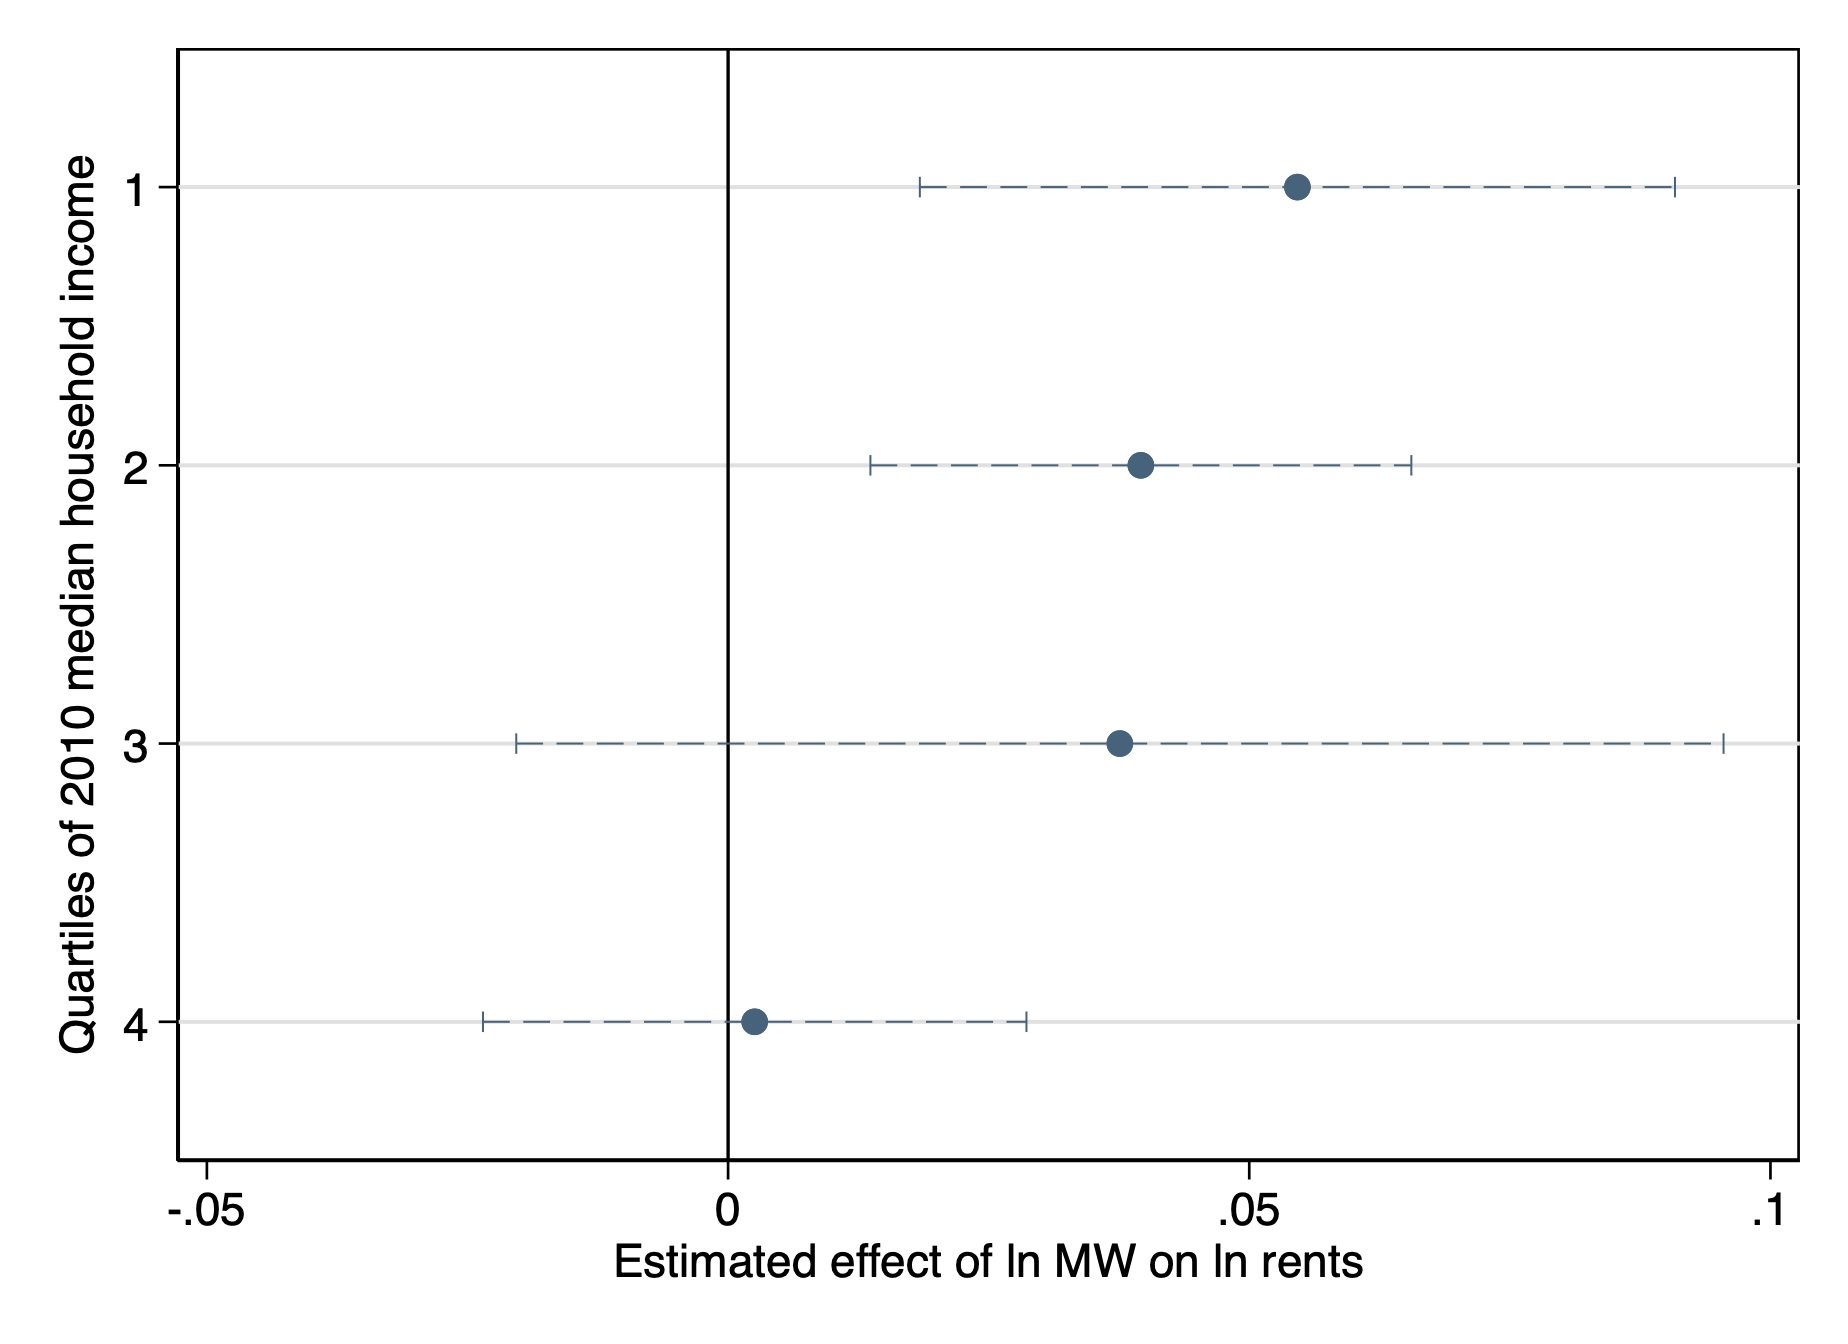 Quartiles of 2010 median household income
1
2
3
4
-.05 0 .05 .1
Estimated effect of ln MW on ln rents